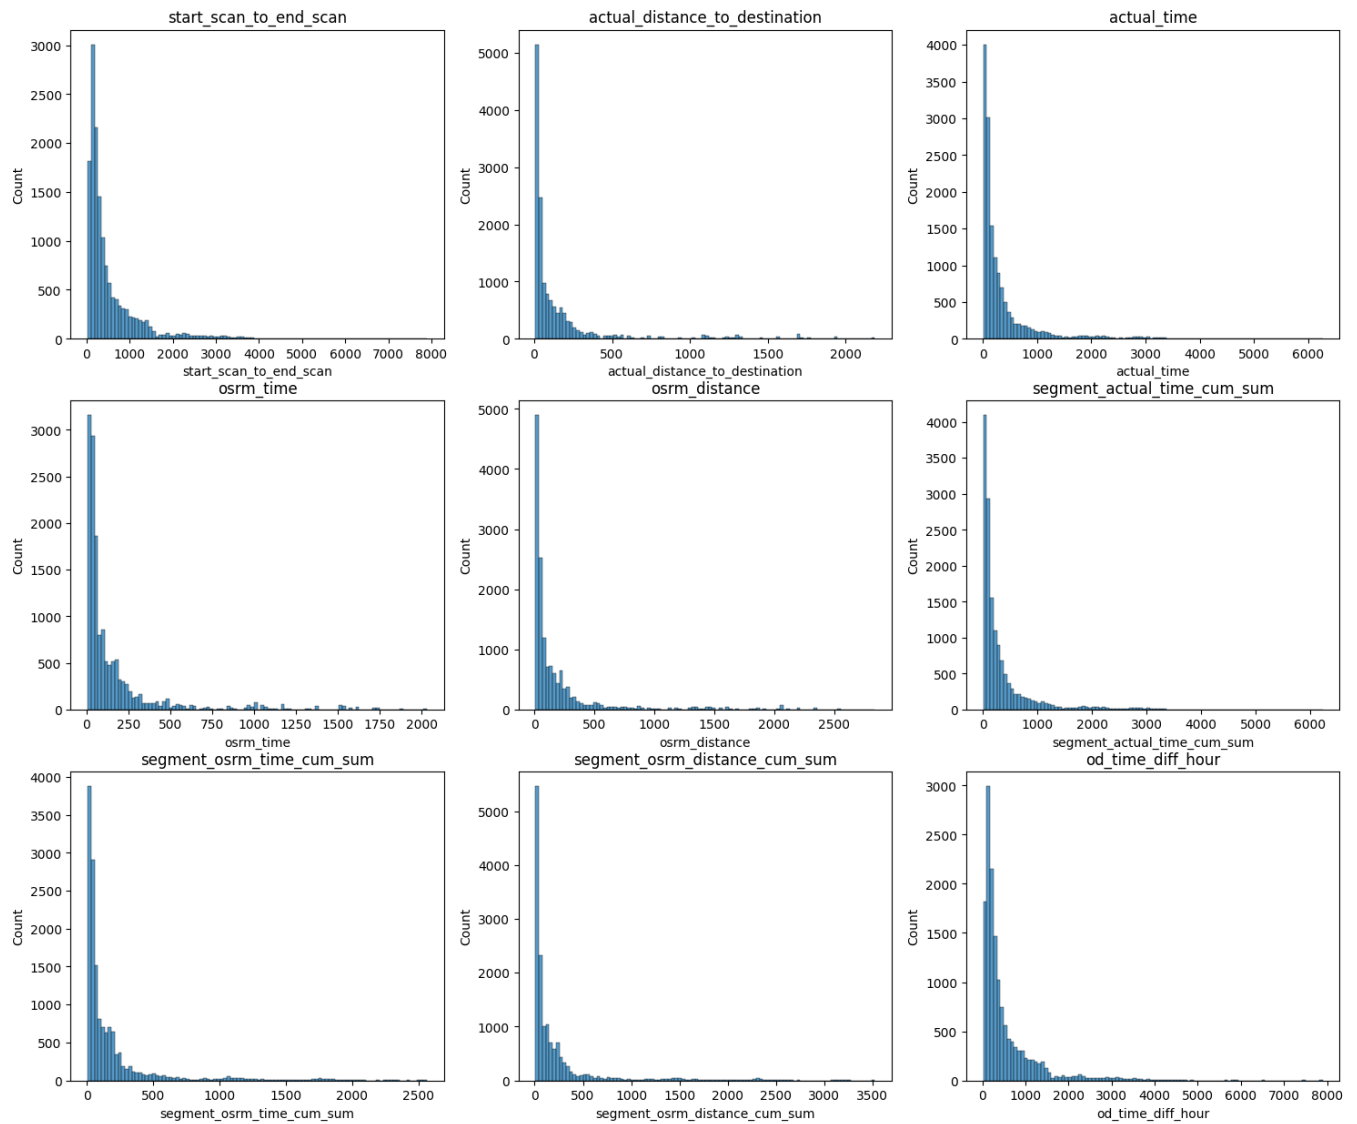 start_scan_to_end_scan
3000
2500
2000
1500
1000
500
0
Count
0 1000 2000 3000 4000 5000 6000 7000 8000
start_scan_to_end_scan
actual_distance_to_destination
5000
4000
3000
2000
1000
0
Count
0 500 1000 1500 2000
actual_distance_to_destination
actual_time
4000
3500
3000
2500
2000
1500
1000
500
0
Count
0 1000 2000 3000 4000 5000 6000
actual_time
osrm_time
3000
2500
2000
1500
1000
500
0
Count
0 250 500 750 1000 1250 1500 1750 2000
osrm_time
osrm_distance
5000
4000
3000
2000
1000
0
Count
0 500 1000 1500 2000 2500
osrm_distance
segment_actual_time_cum_sum
4000
3500
3000
2500
2000
1500
1000
500
0
Count
0 1000 2000 3000 4000 5000 6000
segment_actual_time_cum_sum
segment_osrm_time_cum_sum
4000
3500
3000
2500
2000
1500
1000
500
0
Count
0 500 1000 1500 2000 2500
segment_osrm_time_cum_sum
segment_osrm_distance_cum_sum
5000
4000
3000
2000
1000
0
Count
0 500 1000 1500 2000 2500 3000 3500
segment_osrm_distance_cum_sum
od_time_diff_hour
3000
2500
2000
1500
1000
500
0
Count
0 1000 2000 3000 4000 5000 6000 7000 8000
od_time_diff_hour